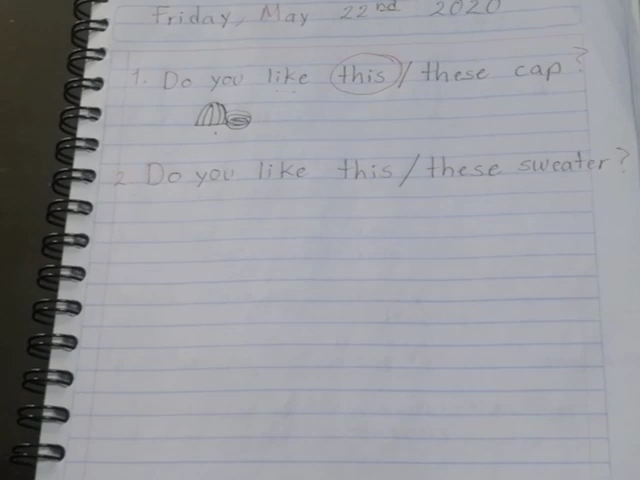 Friday, May 22nd 2020
1. Do you like this / these cap?
2 Do you like this / these sweater?